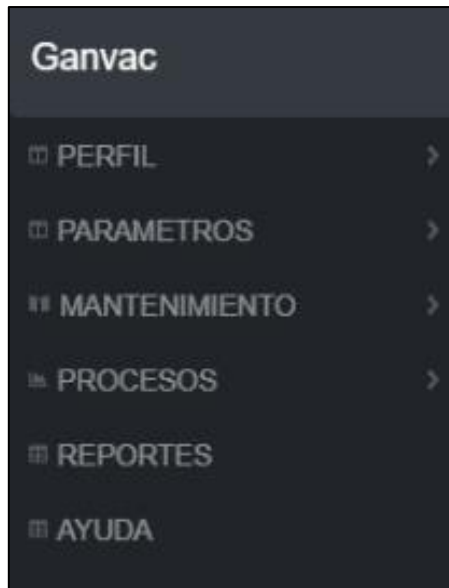 Ganvac
PERFIL
PARAMETROS
MANTENIMIENTO
PROCESOS
REPORTES
AYUDA